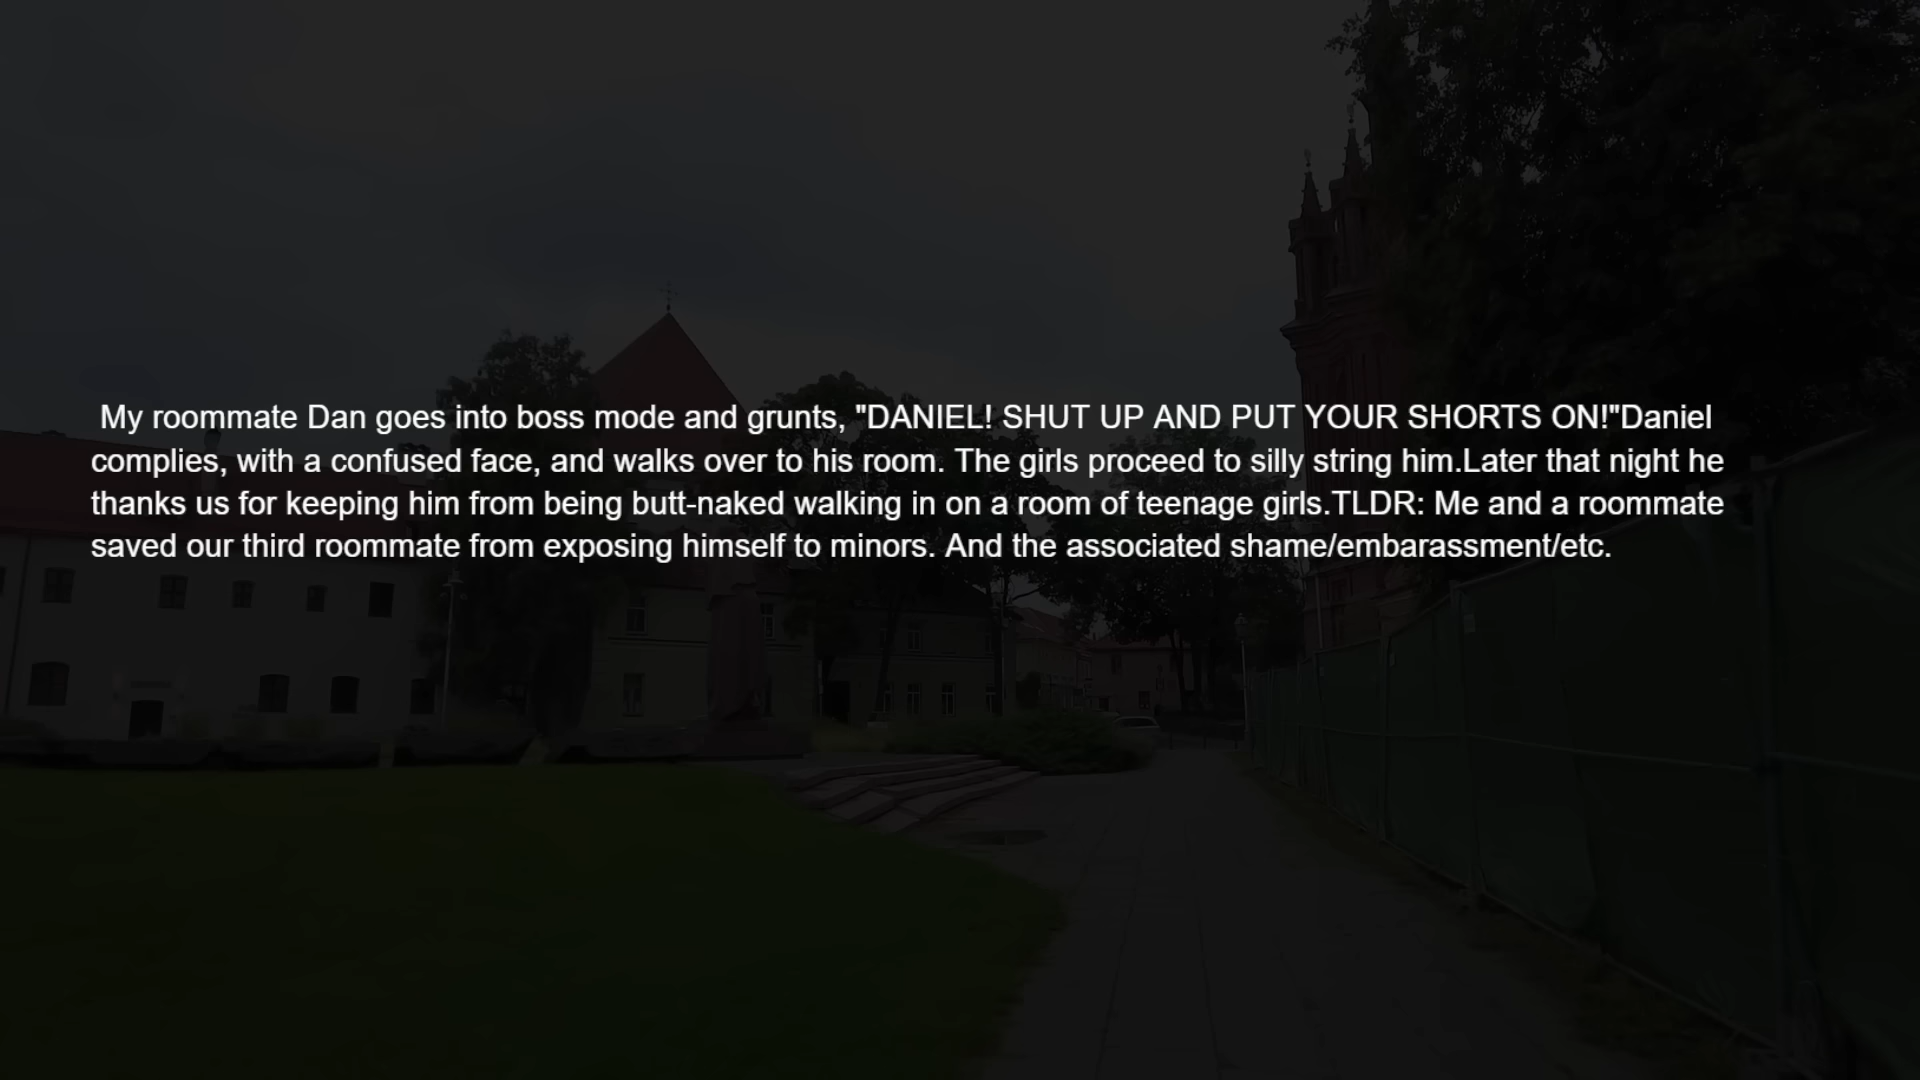 My roommate Dan goes into boss mode and grunts, "DANIEL! SHUT UP AND PUT YOUR SHORTS ON!"Daniel
complies, with a confused face, and walks over to his room. The girls proceed to silly string him.Later that night he
thanks us for keeping him from being butt-naked walking in on a room of teenage girls.TLDR: Me and a roommate
saved our third roommate from exposing himself to minors. And the associated shame/embarassment/etc.